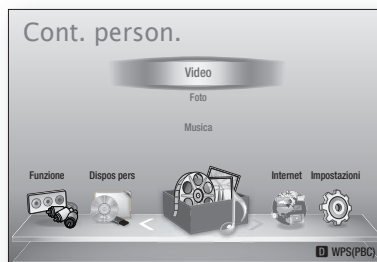 Cont. person.
Video
Foto
Musica
Funzione Dispos pers Internet Impostazioni
D WPS(PBC)